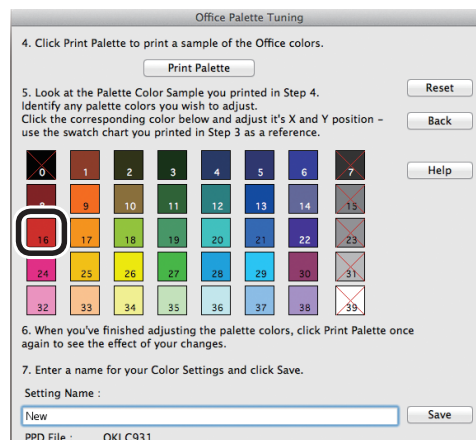 Office Palette Tuning
4. Click Print Palette to print a sample of the Office colors.
Print Palette
5. Look at the Palette Color Sample you printed in Step 4.
Identify any palette colors you wish to adjust.
Click the corresponding color below and adjust it's X and Y position -
use the swatch chart you printed in Step 3 as a reference.
Reset
Back
Help
0 1 2 3 4 5 6 7
8 9 10 11 12 13 14 15
16 17 18 19 20 21 22 23
24 25 26 27 28 29 30 31
32 33 34 35 36 37 38 39
6. When you've finished adjusting the palette colors, click Print Palette once
again to see the effect of your changes.
7. Enter a name for your Color Settings and click Save.
Setting Name :
New
Save
PPD File : OKLC931